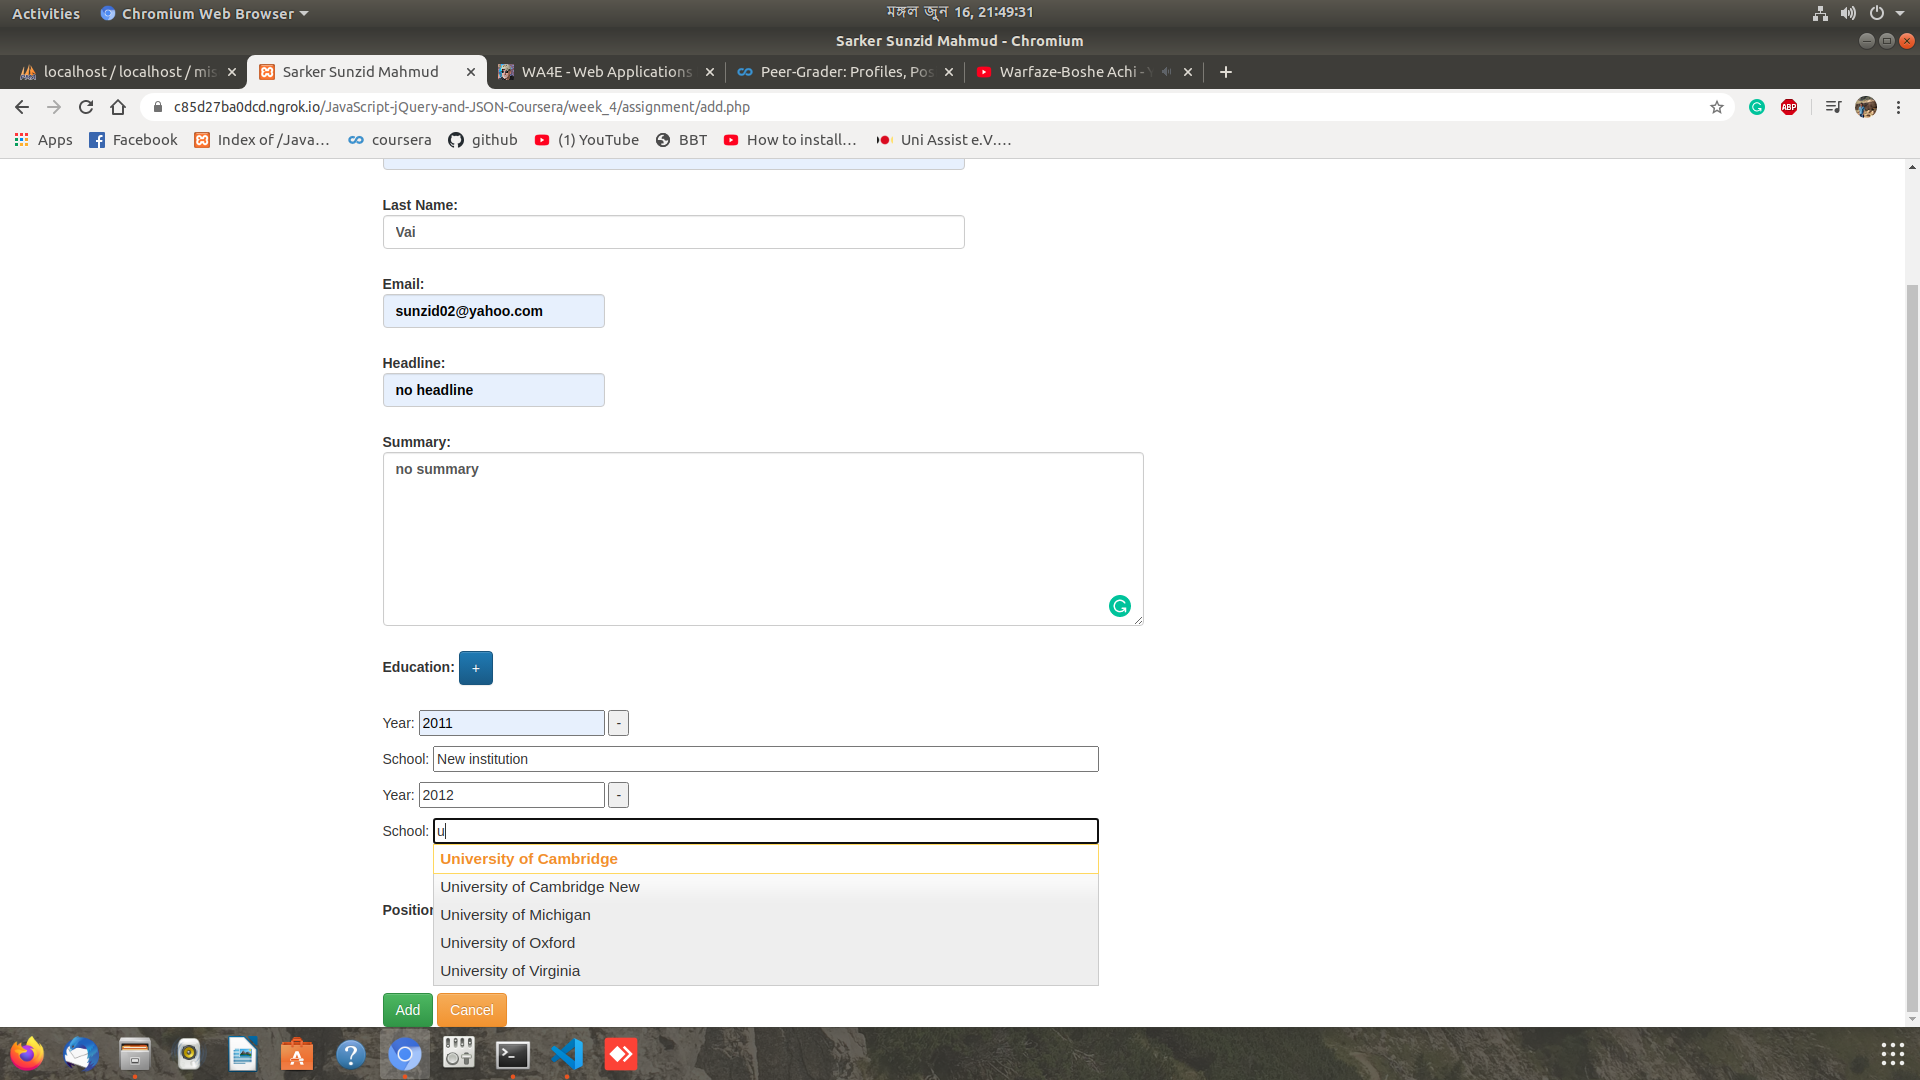 Activities
Chromium Web Browser
মঙ্গল জুন 16, 21:49:31
Sarker Sunzid Mahmud - Chromium
localhost / localhost / mis
Sarker Sunzid Mahmud
WA4E - Web Applications
Peer-Grader: Profiles, Pos
Warfaze-Boshe Achi -
c85d27ba0dcd.ngrok.io/JavaScript-jQuery-and-JSON-Coursera/week_4/assignment/add.php
ABP
Apps
Facebook
Index of /Java…
coursera
github
(1) YouTube
BBT
How to install…
Uni Assist e.V.…
Last Name:
Vai
Email:
sunzid02@yahoo.com
Headline:
no headline
Summary:
no summary
Education: +
Year: 2011 -
School: New institution
Year: 2012 -
School: u
University of Cambridge
University of Cambridge New
University of Michigan
University of Oxford
University of Virginia
Position
Add Cancel